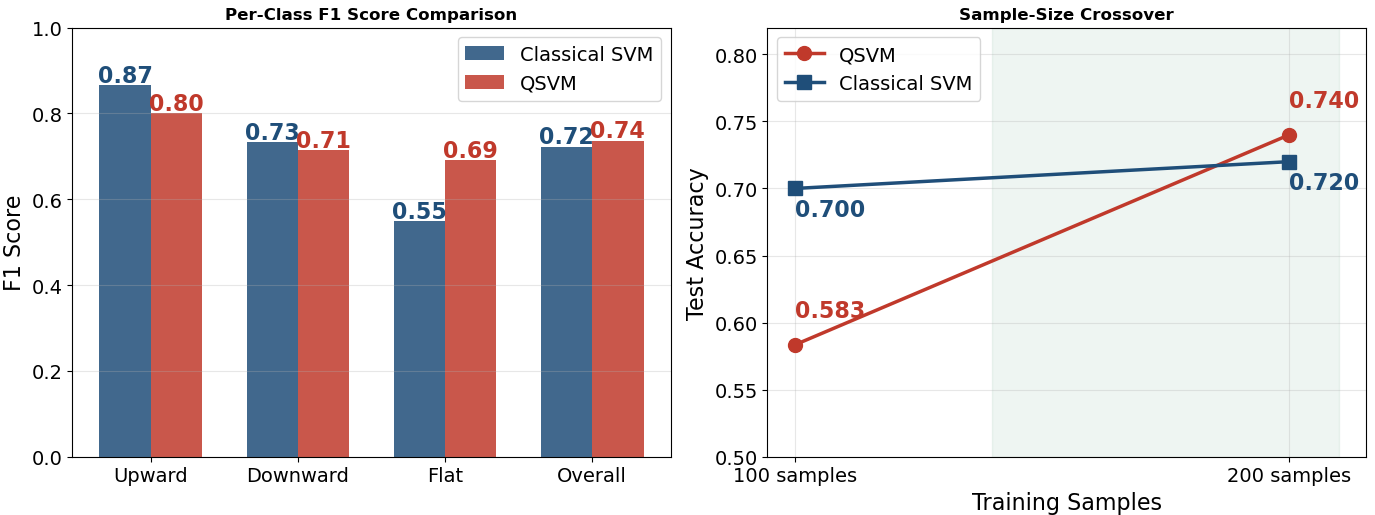 Per-Class F1 Score Comparison
F1 Score
1.0
0.8
0.6
0.4
0.2
0.0
Classical SVM
QSVM
0.87
0.80
0.73
0.71
0.55
0.69
0.72
0.74
Upward
Downward
Flat
Overall
Sample-Size Crossover
Test Accuracy
0.80
0.75
0.70
0.65
0.60
0.55
0.50
QSVM
Classical SVM
0.740
0.720
0.700
0.583
100 samples
200 samples
Training Samples